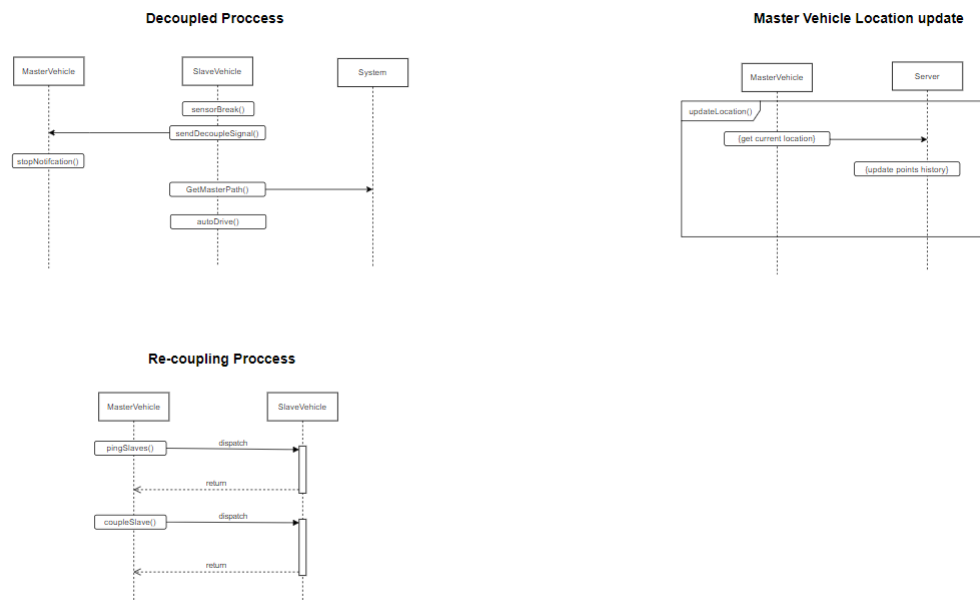 Decoupled Proccess
Master Vehicle Location update
MasterVehicle
SlaveVehicle
System
sensorBreak()
sendDecoupleSignal()
stopNotifcation()
GetMasterPath()
autoDrive()
MasterVehicle
Server
updateLocation()
{get current location}
{update points history}
Re-coupling Proccess
MasterVehicle
SlaveVehicle
pingSlaves()
dispatch
return
coupleSlave()
dispatch
return